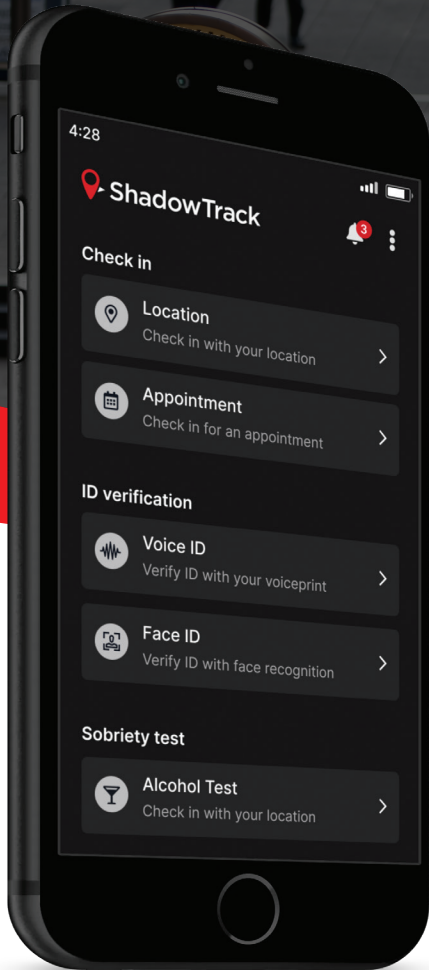 4:28
ShadowTrack
3
Check in
Location
Check in with your location
Appointment
Check in for an appointment
ID verification
Voice ID
Verify ID with your voiceprint
Face ID
Verify ID with face recognition
Sobriety test
Alcohol Test
Check in with your location